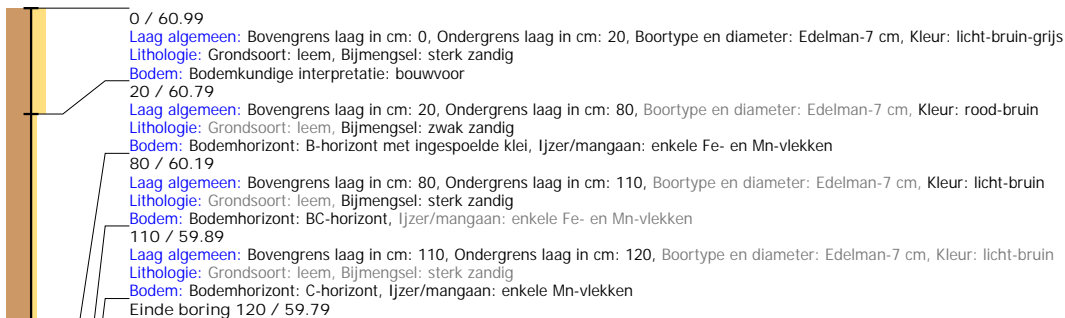 0 / 60.99
Laag algemeen: Bovengrens laag in cm: 0, Ondergrens laag in cm: 20, Boortype en diameter: Edelman-7 cm, Kleur: licht-bruin-grijs
Lithologie: Grondsoort: leem, Bijmengsel: sterk zandig
Bodem: Bodemkundige interpretatie: bouwvoor
20 / 60.79
Laag algemeen: Bovengrens laag in cm: 20, Ondergrens laag in cm: 80, Boortype en diameter: Edelman-7 cm, Kleur: rood-bruin
Lithologie: Grondsoort: leem, Bijmengsel: zwak zandig
Bodem: Bodemhorizont: B-horizont met ingespoelde klei, Ijzer/mangaan: enkele Fe- en Mn-vlekken
80 / 60.19
Laag algemeen: Bovengrens laag in cm: 80, Ondergrens laag in cm: 110, Boortype en diameter: Edelman-7 cm, Kleur: licht-bruin
Lithologie: Grondsoort: leem, Bijmengsel: sterk zandig
Bodem: Bodemhorizont: BC-horizont, Ijzer/mangaan: enkele Fe- en Mn-vlekken
110 / 59.89
Laag algemeen: Bovengrens laag in cm: 110, Ondergrens laag in cm: 120, Boortype en diameter: Edelman-7 cm, Kleur: licht-bruin
Lithologie: Grondsoort: leem, Bijmengsel: sterk zandig
Bodem: Bodemhorizont: C-horizont, Ijzer/mangaan: enkele Mn-vlekken
Einde boring 120 / 59.79